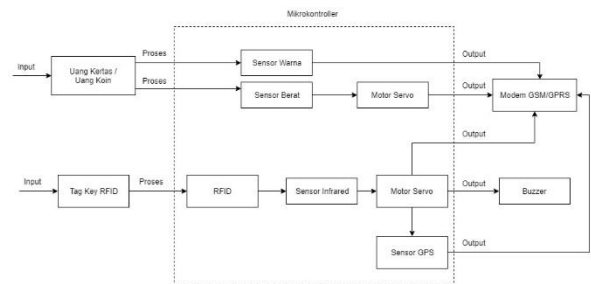 Mikrokontroller
Input
Uang Kertas /
Uang Koin
Proses
Proses
Sensor Warna
Output
Sensor Berat
Motor Servo
Output
Modem GSM/GPRS
Output
Input
Tag Key RFID
Proses
RFID
Sensor Infrared
Motor Servo
Output
Buzzer
Sensor GPS
Output